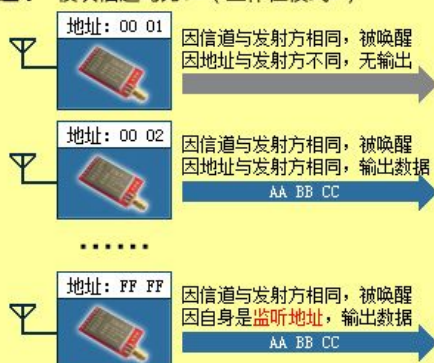 地址：00 01
因信道与发射方相同，被唤醒
因地址与发射方不同，无输出
地址：00 02
因信道与发射方相同，被唤醒
因地址与发射方相同，输出数据
AA BB CC
......
地址：FF FF
因信道与发射方相同，被唤醒
因自身是监听地址，输出数据
AA BB CC